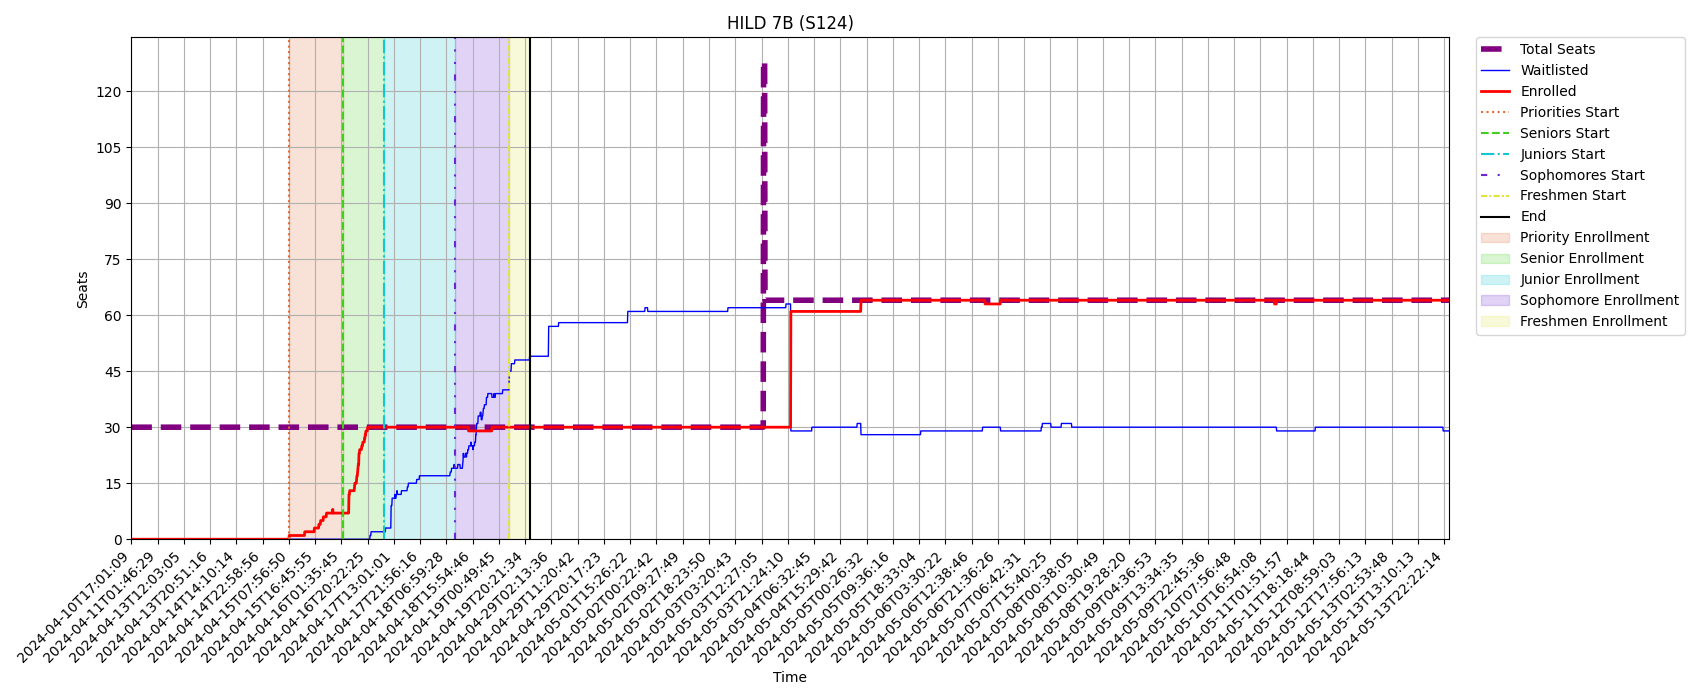 HILD 7B (S124)
Seats
120
105
90
75
60
45
30
15
0
2024-04-10T17:01:09
2024-04-11T01:46:29
2024-04-13T12:03:05
2024-04-13T20:51:16
2024-04-14T14:10:14
2024-04-14T22:58:56
2024-04-15T07:56:50
2024-04-15T16:45:55
2024-04-16T01:35:45
2024-04-16T20:22:25
2024-04-17T13:01:01
2024-04-17T21:56:16
2024-04-18T06:59:28
2024-04-18T15:54:46
2024-04-19T00:49:45
2024-04-19T20:21:34
2024-04-29T02:13:36
2024-04-29T11:20:42
2024-04-29T20:17:23
2024-05-01T15:26:22
2024-05-02T00:22:42
2024-05-02T09:27:49
2024-05-02T18:23:50
2024-05-03T03:20:43
2024-05-03T12:27:05
2024-05-03T21:24:10
2024-05-04T06:32:45
2024-05-04T15:29:42
2024-05-05T00:26:32
2024-05-05T09:36:16
2024-05-05T18:33:04
2024-05-06T03:30:22
2024-05-06T12:38:46
2024-05-06T21:36:26
2024-05-07T06:42:31
2024-05-07T15:40:25
2024-05-08T00:38:05
2024-05-08T10:30:49
2024-05-08T19:28:20
2024-05-09T04:36:53
2024-05-09T13:34:35
2024-05-09T22:45:36
2024-05-10T07:56:48
2024-05-10T16:54:08
2024-05-11T01:51:57
2024-05-11T18:18:44
2024-05-12T08:59:03
2024-05-12T17:56:13
2024-05-13T02:53:48
2024-05-13T13:10:13
2024-05-13T22:22:14
Time
Total Seats
Waitlisted
Enrolled
Priorities Start
Seniors Start
Juniors Start
Sophomores Start
Freshmen Start
End
Priority Enrollment
Senior Enrollment
Junior Enrollment
Sophomore Enrollment
Freshmen Enrollment